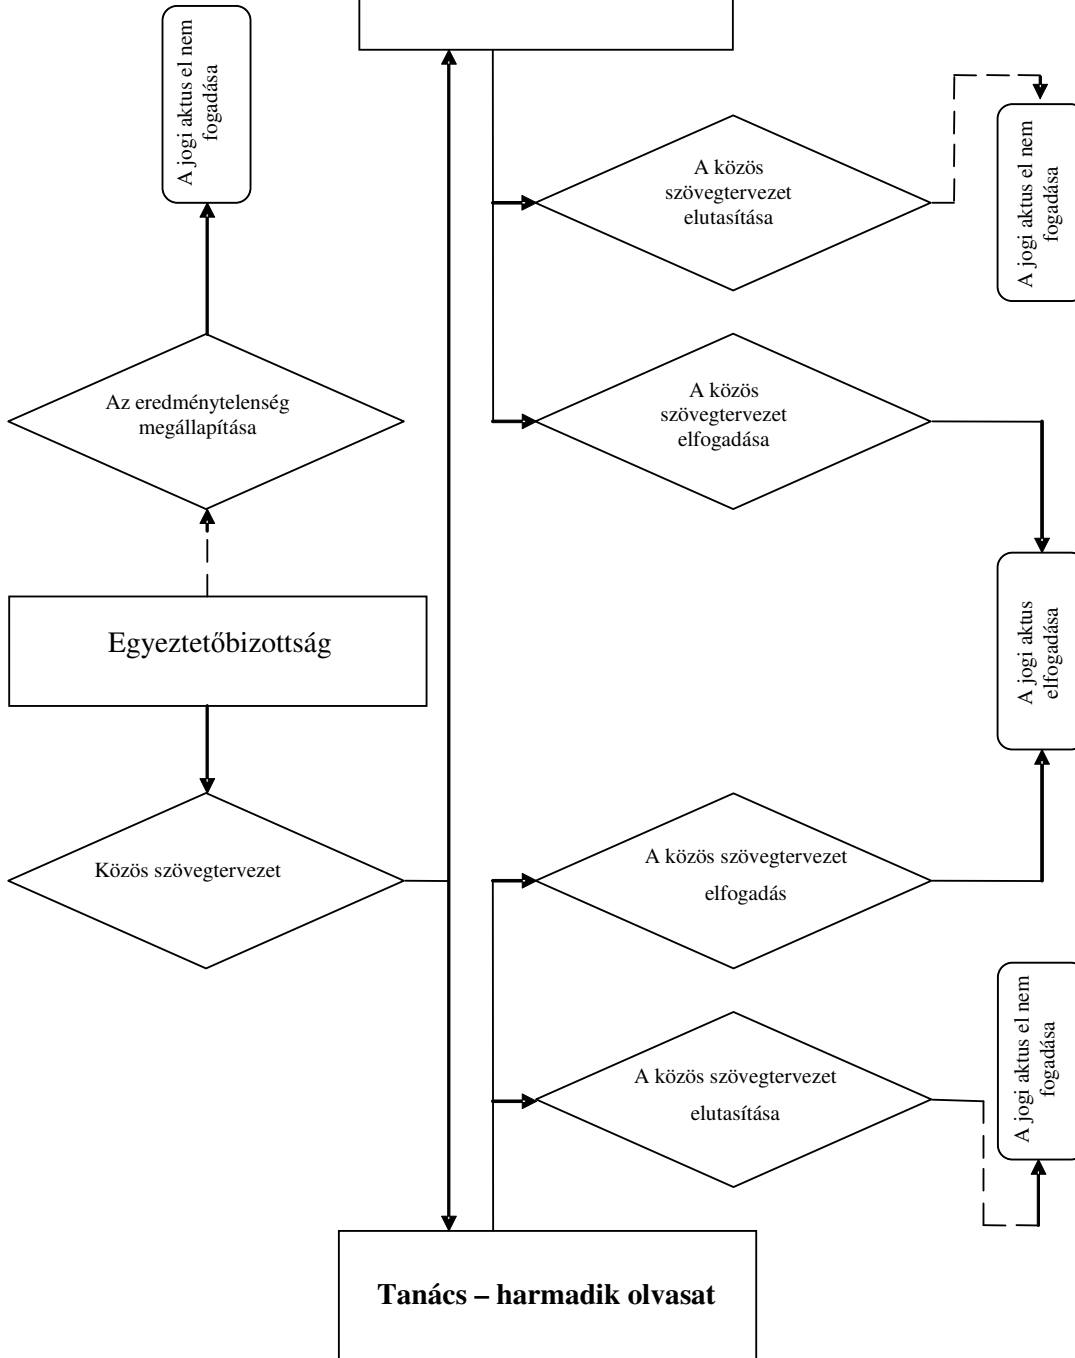 A jogi aktus el nem
fogadása
A közös
szövegtervezet
elutasítása
A jogi aktus el nem
fogadása
Az eredménytelenség
megállapítása
A közös
szövegtervezet
elfogadása
Egyeztetőbizottság
A jogi aktus
elfogadása
Közös szövegtervezet
A közös szövegtervezet
elfogadás
A közös szövegtervezet
elutasítása
A jogi aktus el nem
fogadása
Tanács – harmadik olvasat